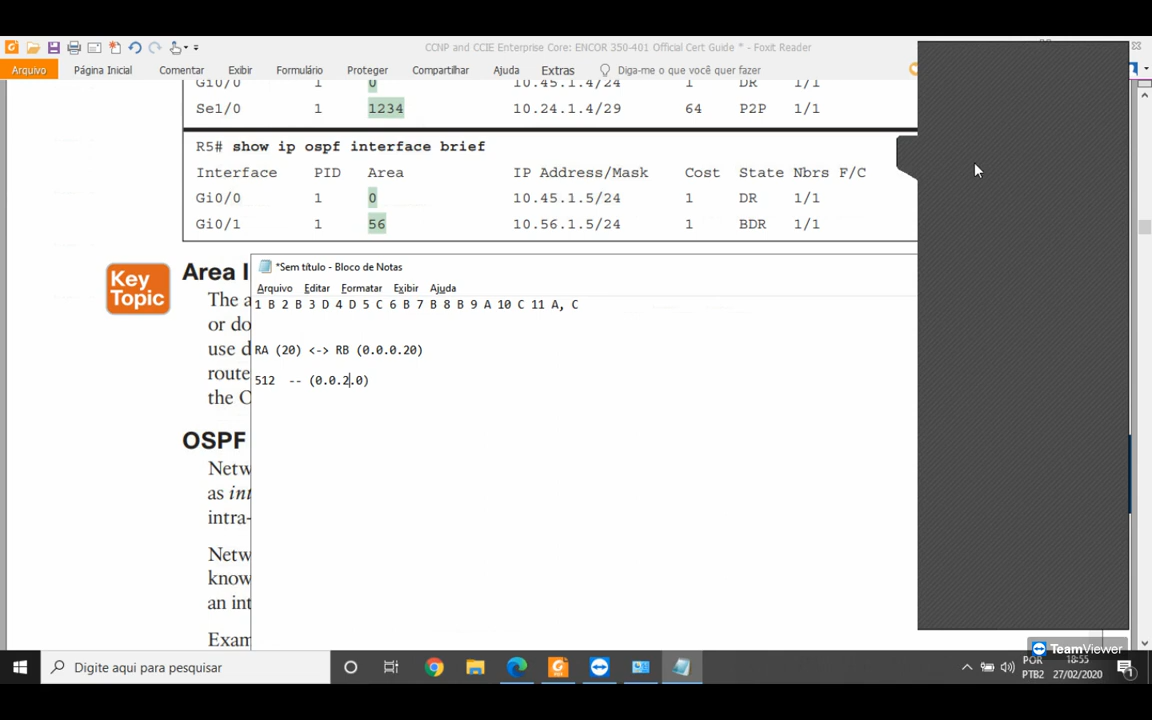 CCNP and CCIE Enterprise Core: ENCOR 350-401 Official Cert Guide * - Foxit Reader
Arquivo Página Inicial Comentar Exibir Formulário Proteger Compartilhar Ajuda Extras Diga-me o que você quer fazer
Gi0/0 1 0 10.45.1.4/24 1 DR 1/1
Se1/0 1 1234 10.24.1.4/29 64 P2P 1/1
R5# show ip ospf interface brief
Interface PID Area IP Address/Mask Cost State Nbrs F/C
Gi0/0 1 0 10.45.1.5/24 1 DR 1/1
Gi0/1 1 56 10.56.1.5/24 1 BDR 1/1
Key Topic
Area I
The a
or do
use d
route
the C
OSPF
Netw
as int
intra-
Netw
know
an int
Exam
*Sem título - Bloco de Notas
Arquivo Editar Formatar Exibir Ajuda
1 B 2 B 3 D 4 D 5 C 6 B 7 B 8 B 9 A 10 C 11 A, C
RA (20) <-> RB (0.0.0.20)
512 -- (0.0.2.0)
TeamViewer
Digite aqui para pesquisar
POR
PTB2
18:55
27/02/2020
1